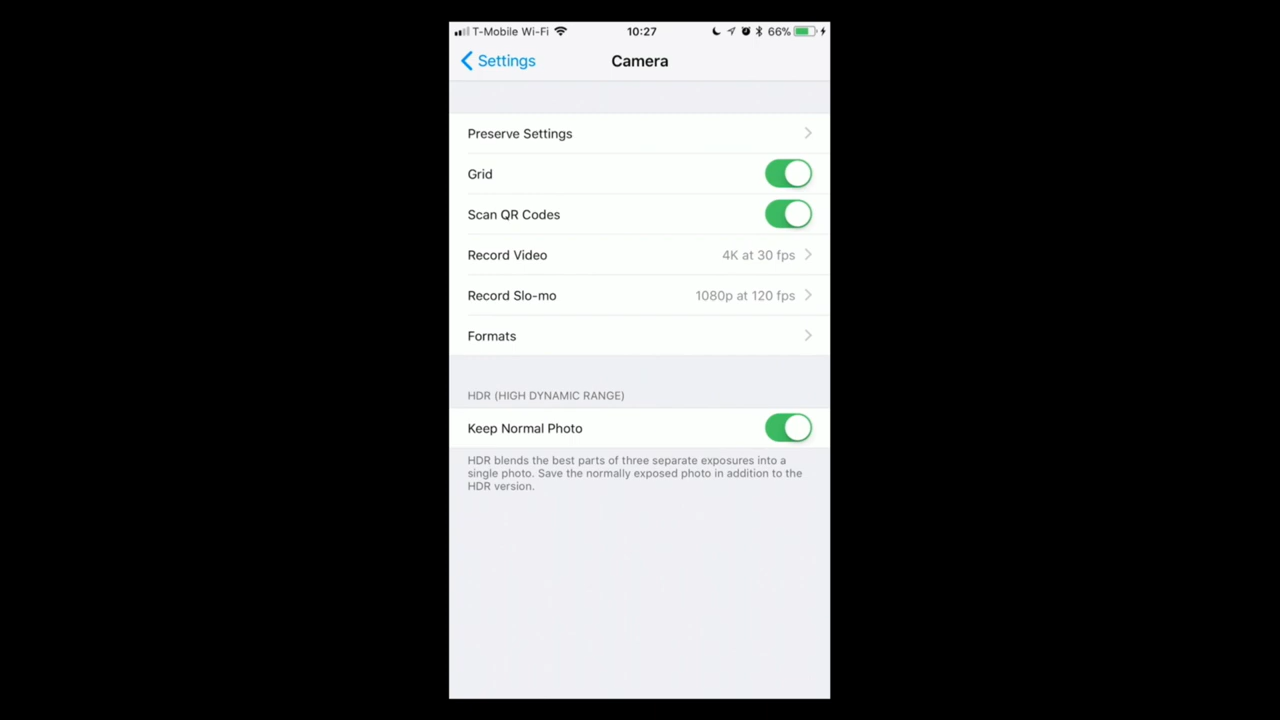 T-Mobile Wi-Fi 10:27 66%
Settings Camera
Preserve Settings
Grid
Scan QR Codes
Record Video 4K at 30 fps
Record Slo-mo 1080p at 120 fps
Formats
HDR (HIGH DYNAMIC RANGE)
Keep Normal Photo
HDR blends the best parts of three separate exposures into a
single photo. Save the normally exposed photo in addition to the
HDR version.